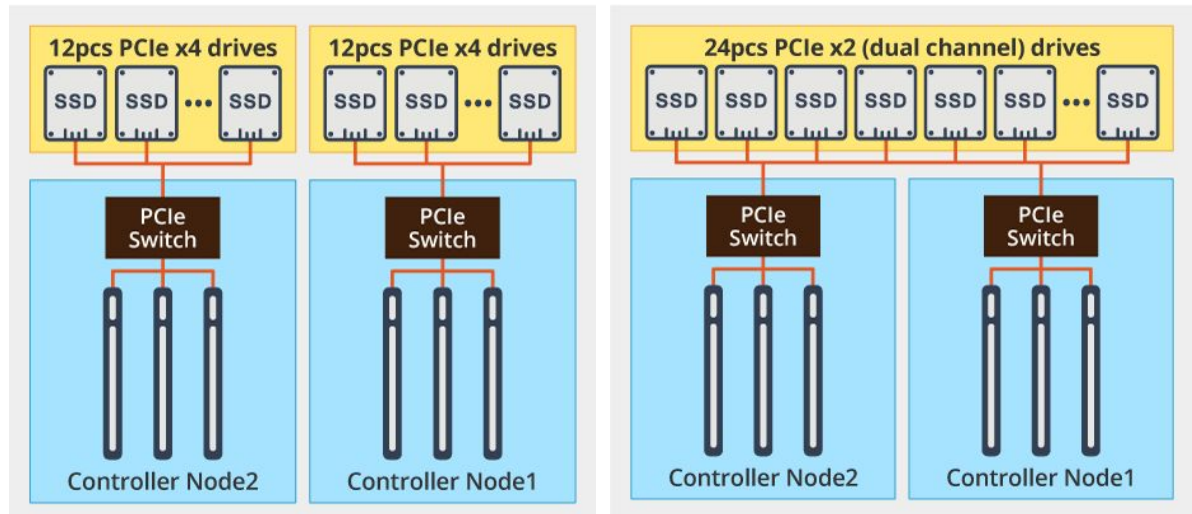 12pcs PCIe x4 drives
SSD SSD ••• SSD
PCIe
Switch
Controller Node2
12pcs PCIe x4 drives
SSD SSD ••• SSD
PCIe
Switch
Controller Node1
24pcs PCIe x2 (dual channel) drives
SSD SSD SSD SSD SSD SSD ••• SSD
PCIe
Switch
Controller Node2
PCIe
Switch
Controller Node1